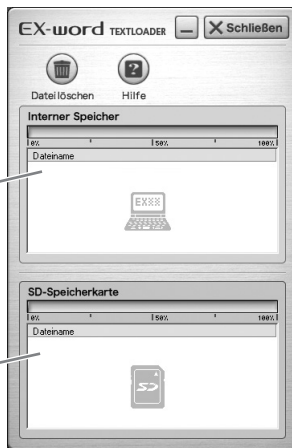 EX-word TEXTLOADER
Schließen
Datei löschen
Hilfe
Interner Speicher
0% 50% 100%
Dateiname
EX××
SD-Speicherkarte
0% 50% 100%
Dateiname
SD